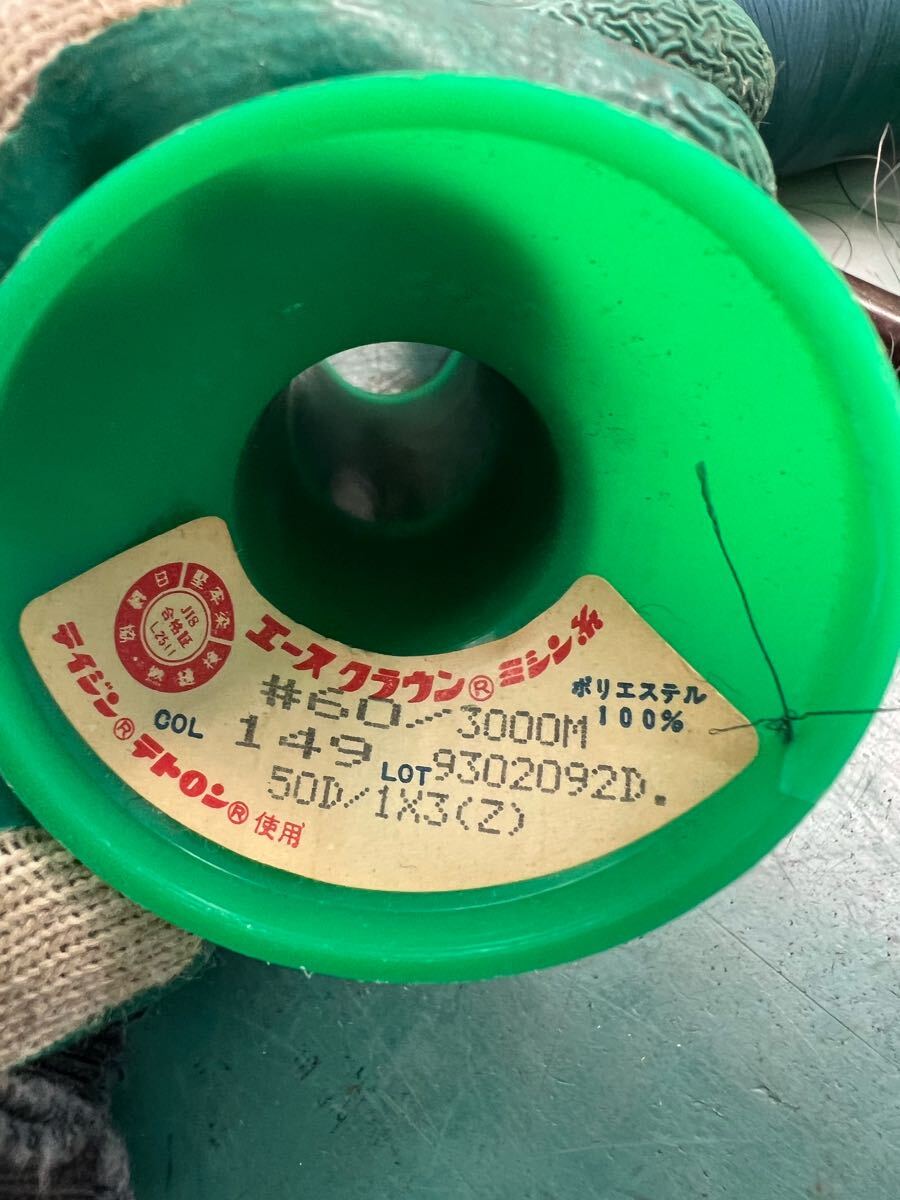 エースクラウン®ミシン糸
#60-3000M
ポリエステル
100%
COL 149
LOT 9302092D.
50D/1X3(Z)
テイジン®テトロン®使用
合格証